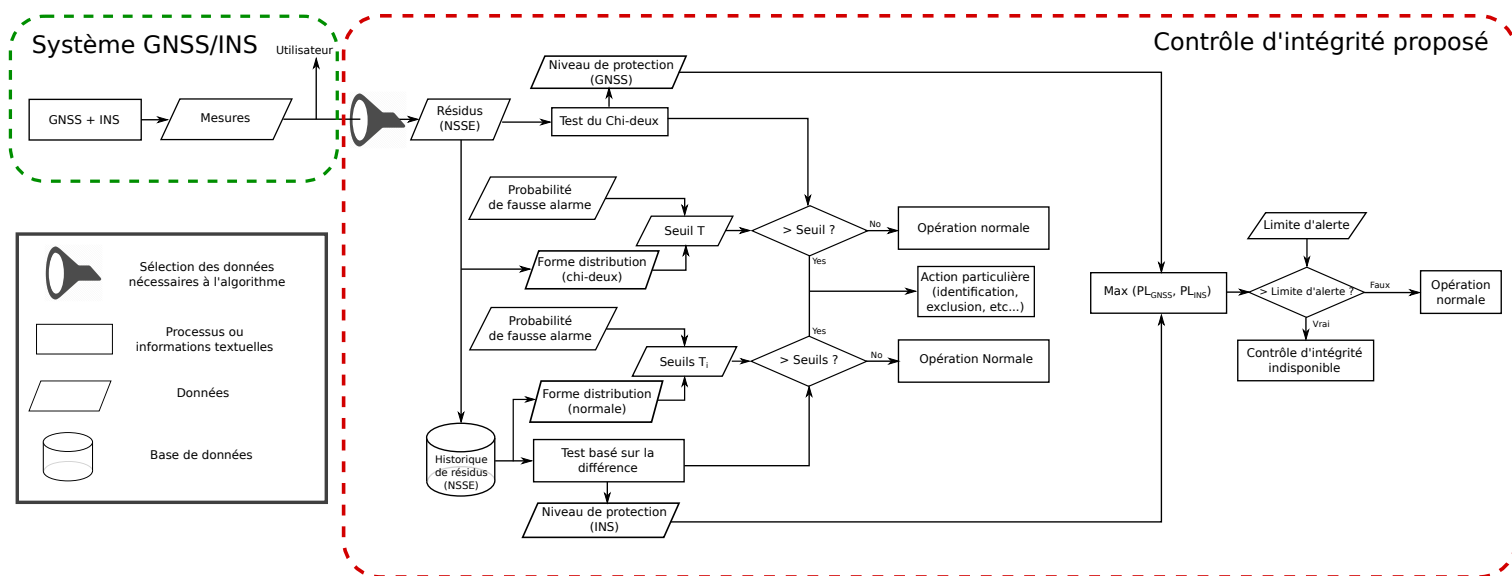 Système GNSS/INS
Utilisateur
GNSS + INS
Mesures
Sélection des données
nécessaires à l'algorithme
Processus ou
informations textuelles
Données
Base de données
Contrôle d'intégrité proposé
Niveau de protection
(GNSS)
Résidus
(NSSE)
Test du Chi-deux
Probabilité
de fausse alarme
Seuil T
> Seuil ?
No
Opération normale
Forme distribution
(chi-deux)
Yes
Action particulière
(identification,
exclusion, etc...)
Probabilité
de fausse alarme
Yes
Seuils Ti
> Seuils ?
No
Opération Normale
Forme distribution
(normale)
Historique
de résidus
(NSSE)
Test basé sur la
différence
Niveau de protection
(INS)
Limite d'alerte
Max (PLGNSS, PLINS)
> Limite d'alerte ?
Faux
Opération
normale
Vrai
Contrôle d'intégrité
indisponible